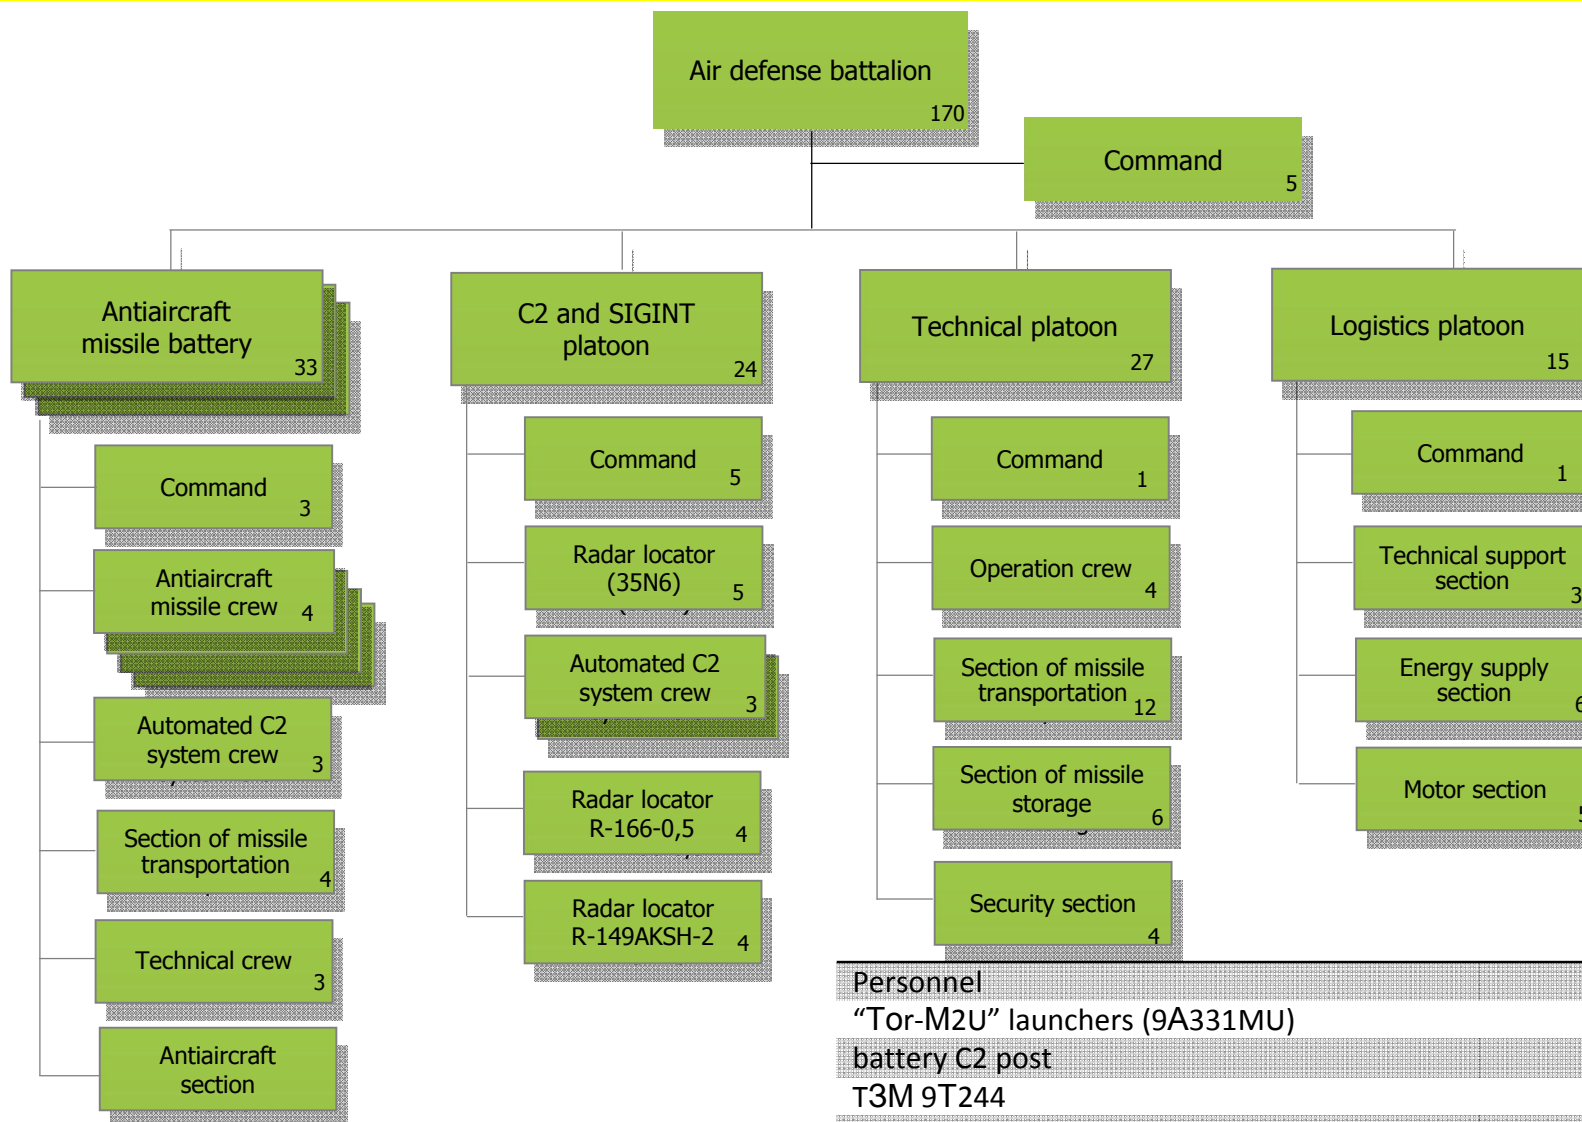 Air defense battalion
170
Command
5
Antiaircraft
missile battery
33
Command
3
Antiaircraft
missile crew
4
Automated C2
system crew
3
Section of missile
transportation
4
Technical crew
3
Antiaircraft
section
C2 and SIGINT
platoon
24
Command
5
Radar locator
(35N6)
5
Automated C2
system crew
3
Radar locator
R-166-0,5
4
Radar locator
R-149AKSH-2
4
Technical platoon
27
Command
1
Operation crew
4
Section of missile
transportation
12
Section of missile
storage
6
Security section
4
Logistics platoon
15
Command
1
Technical support
section
3
Energy supply
section
6
Motor section
5
Personnel
“Tor-M2U” launchers (9A331MU)
battery C2 post
ТЗМ 9Т244